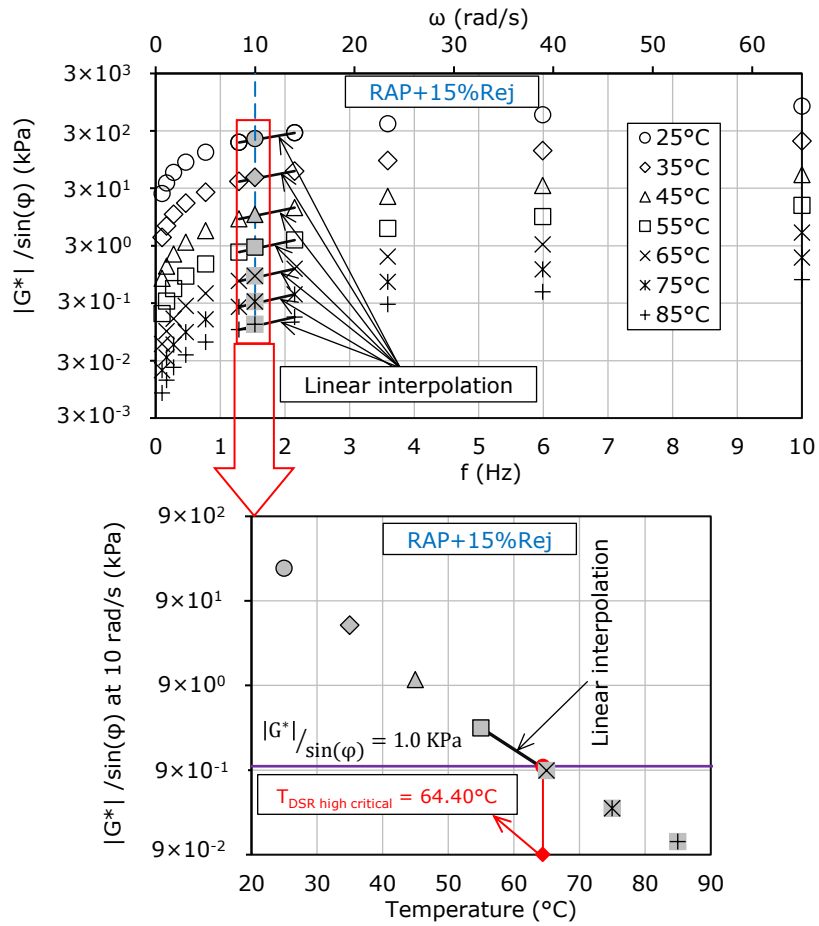 ω (rad/s)
0 10 20 30 40 50 60
3×10³
3×10²
3×10¹
3×10⁰
3×10⁻¹
3×10⁻²
3×10⁻³
|G*| /sin(φ) (kPa)
RAP+15%Rej
25°C
35°C
45°C
55°C
65°C
75°C
85°C
Linear interpolation
0 1 2 3 4 5 6 7 8 9 10
f (Hz)
9×10²
9×10¹
9×10⁰
9×10⁻¹
9×10⁻²
|G*| /sin(φ) at 10 rad/s (kPa)
RAP+15%Rej
Linear interpolation
|G*|/sin(φ) = 1.0 KPa
T_DSR high critical = 64.40°C
20 30 40 50 60 70 80 90
Temperature (°C)